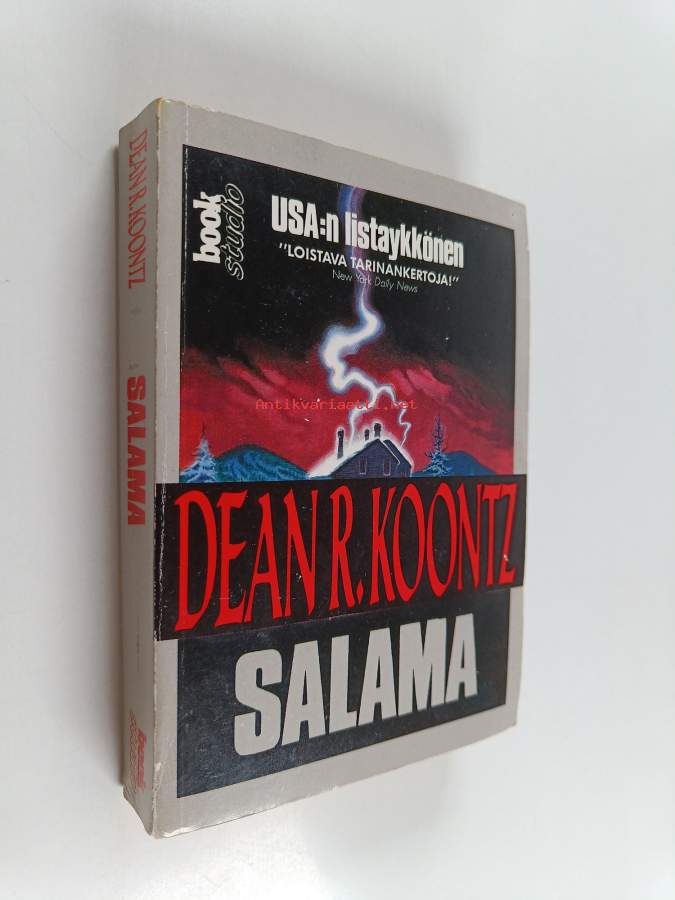 DEAN R. KOONTZ
SALAMA
book
studio
USA:n listaykkönen
"LOISTAVA TARINANKERTOJA!"
New York Daily News
Antikvariaatti.net
DEAN R. KOONTZ
SALAMA